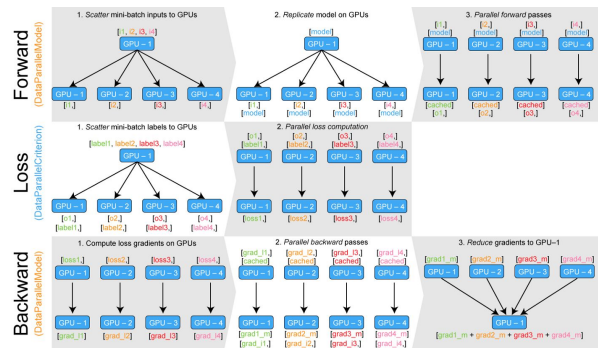 Forward
(DataParallelModel)
1. Scatter mini-batch inputs to GPUs
[i1, i2, i3, i4]
GPU – 1
GPU – 1 GPU – 2 GPU – 3 GPU – 4
[i1,] [i2,] [i3,] [i4,]
2. Replicate model on GPUs
[model]
GPU – 1
GPU – 1 GPU – 2 GPU – 3 GPU – 4
[i1,] [i2,] [i3,] [i4,]
model] model] model] model]
3. Parallel forward passes
[i1,] [i2,] [i3,] [i4,]
[model] [model] [model] [model]
GPU – 1 GPU – 2 GPU – 3 GPU – 4
GPU – 1 GPU – 2 GPU – 3 GPU – 4
[cached] [cached] [cached] [cached]
o1,] o2,] o3,] o4,]
Loss
(DataParallelCriterion)
1. Scatter mini-batch labels to GPUs
[label1, label2, label3, label4]
GPU – 1
GPU – 1 GPU – 2 GPU – 3 GPU – 4
[o1,] [o2,] [o3,] [o4,]
label1,] label2,] label3,] label4,]
2. Parallel loss computation
[o1,] [o2,] [o3,] [o4,]
label1,] label2,] label3,] label4,]
GPU – 1 GPU – 2 GPU – 3 GPU – 4
GPU – 1 GPU – 2 GPU – 3 GPU – 4
[loss1,] [loss2,] [loss3,] [loss4,]
Backward
(DataParallelModel)
1. Compute loss gradients on GPUs
[loss1,] [loss2,] [loss3,] [loss4,]
GPU – 1 GPU – 2 GPU – 3 GPU – 4
GPU – 1 GPU – 2 GPU – 3 GPU – 4
[grad_l1] [grad_l2] [grad_l3] [grad_l4]
2. Parallel backward passes
[grad_l1,] [grad_l2,] [grad_l3,] [grad_l4,]
cached] cached] cached] cached]
GPU – 1 GPU – 2 GPU – 3 GPU – 4
GPU – 1 GPU – 2 GPU – 3 GPU – 4
[grad1_m] [grad2_m] [grad3_m] [grad4_m]
grad_l1,] grad_l2,] grad_l3,] grad_l4,]
3. Reduce gradients to GPU–1
[grad1_m] [grad2_m] [grad3_m] [grad4_m]
GPU – 1 GPU – 2 GPU – 3 GPU – 4
GPU – 1
[grad1_m + grad2_m + grad3_m + grad4_m]